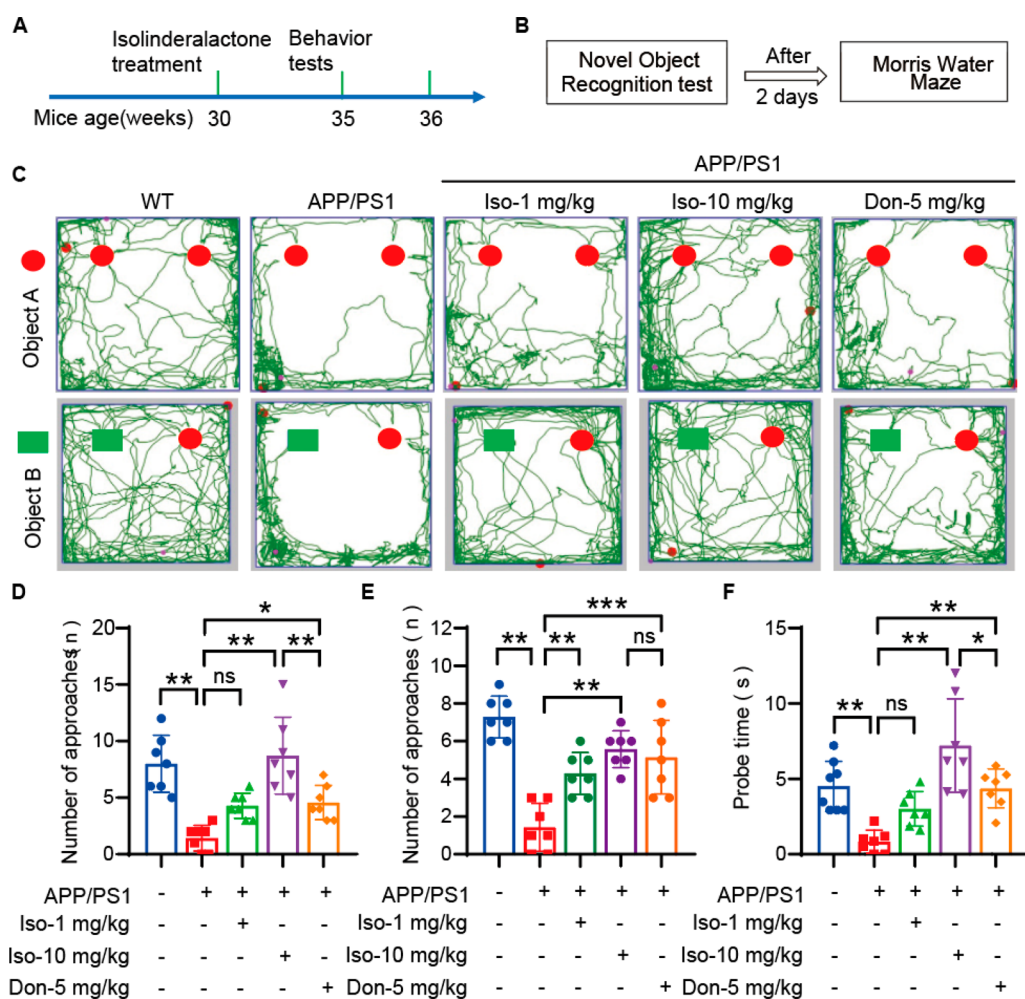 A
Isolinderalactone
treatment
Behavior
tests
Mice age(weeks) 30 35 36
B
Novel Object
Recognition test
After
2 days
Morris Water
Maze
C
APP/PS1
WT APP/PS1 Iso-1 mg/kg Iso-10 mg/kg Don-5 mg/kg
Object A
Object B
D
Number of approaches( n )
20
15
10
5
0
** ns ** ** *
E
Number of approaches ( n )
12
10
8
6
4
2
0
** ** ** ns ***
F
Probe time ( s )
15
10
5
0
** ns ** * **
APP/PS1 - + + + +
Iso-1 mg/kg - - + - -
Iso-10 mg/kg - - - + -
Don-5 mg/kg - - - - +
APP/PS1 - + + + +
Iso-1 mg/kg - - + - -
Iso-10 mg/kg - - - + -
Don-5 mg/kg - - - - +
APP/PS1 - + + + +
Iso-1 mg/kg - - + - -
Iso-10 mg/kg - - - + -
Don-5 mg/kg - - - - +